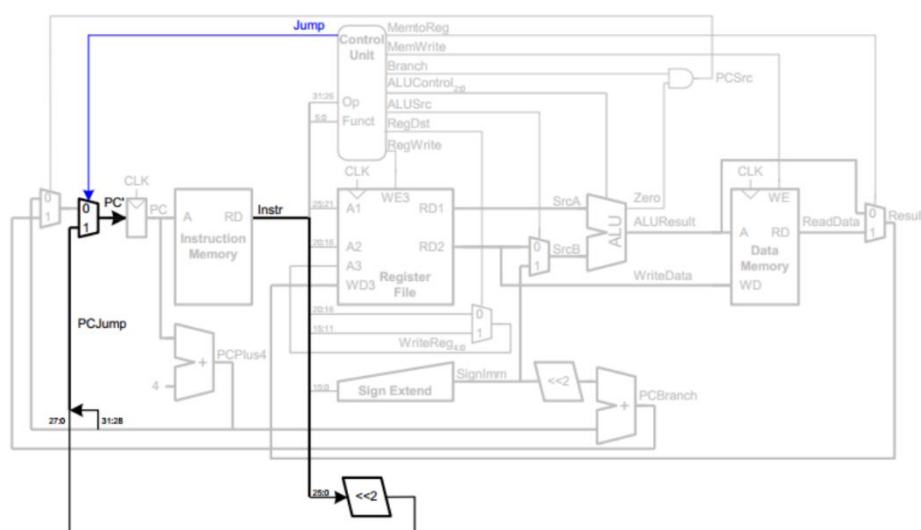 Jump
Control Unit
MemtoReg
MemWrite
Branch
ALUControl2:0
ALUSrc
RegDst
RegWrite
PCSrc
31:26
Op
5:0
Funct
0
1
0
1
PC'
CLK
PC
A
RD
Instruction Memory
Instr
CLK
WE3
25:21
A1
RD1
20:16
A2
RD2
A3
WD3
Register File
SrcA
0
1
SrcB
ALU
Zero
ALUResult
WriteData
CLK
WE
A
RD
Data Memory
WD
ReadData
0
1
Resul
20:16
0
15:11
1
WriteReg4:0
PCJump
4
+
PCPlus4
15:0
Sign Extend
SignImm
<<2
+
PCBranch
27:0
31:28
25:0
<<2